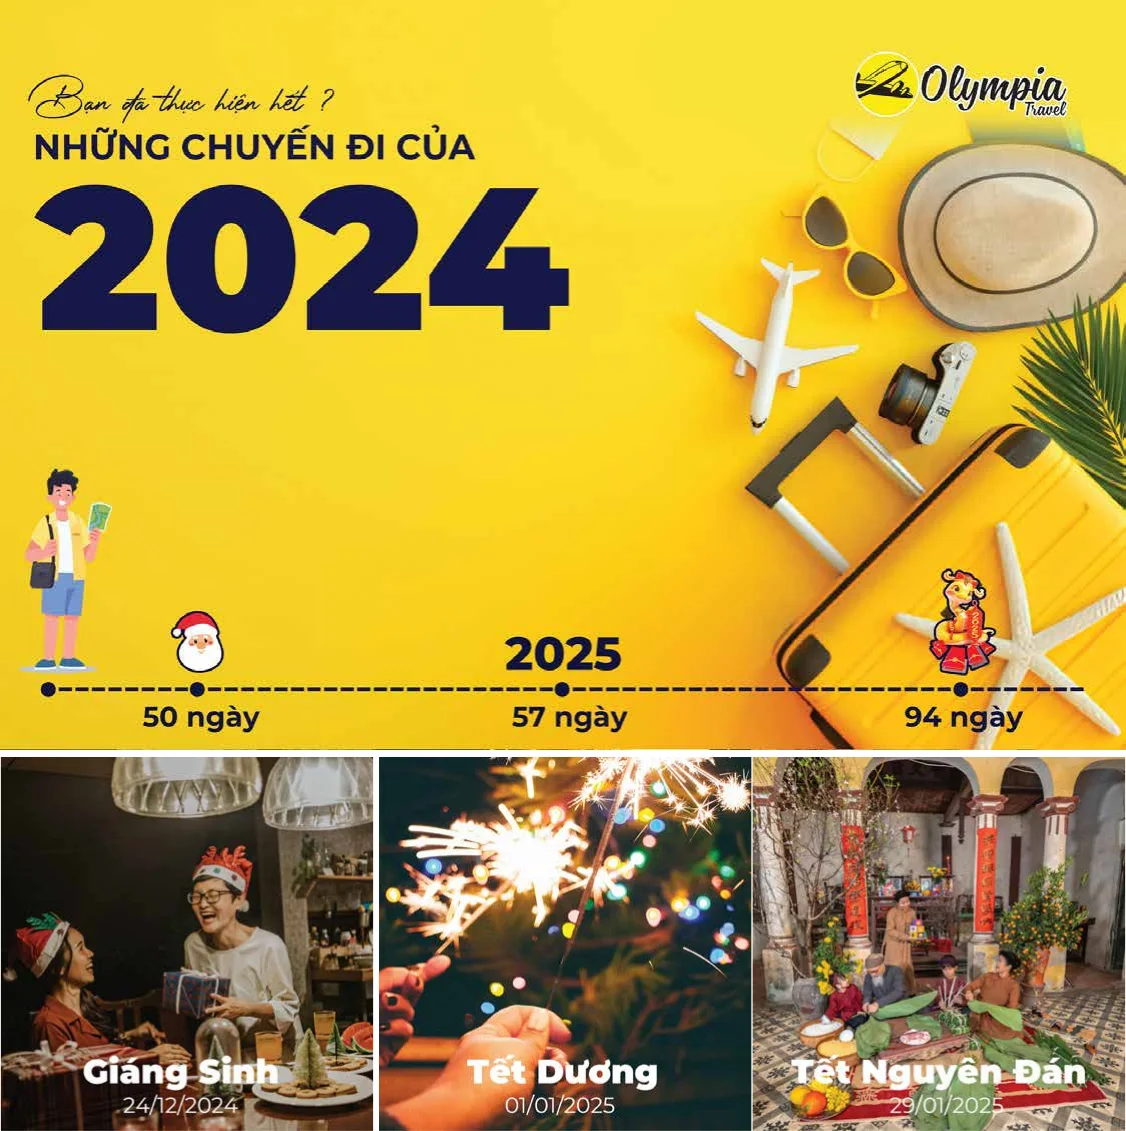 Bạn đã thực hiện hết ?
NHỮNG CHUYẾN ĐI CỦA
2024
Olympia
Travel
2025
2025
50 ngày
57 ngày
94 ngày
Giáng Sinh
24/12/2024
Tết Dương
01/01/2025
Tết Nguyên Đán
29/01/2025